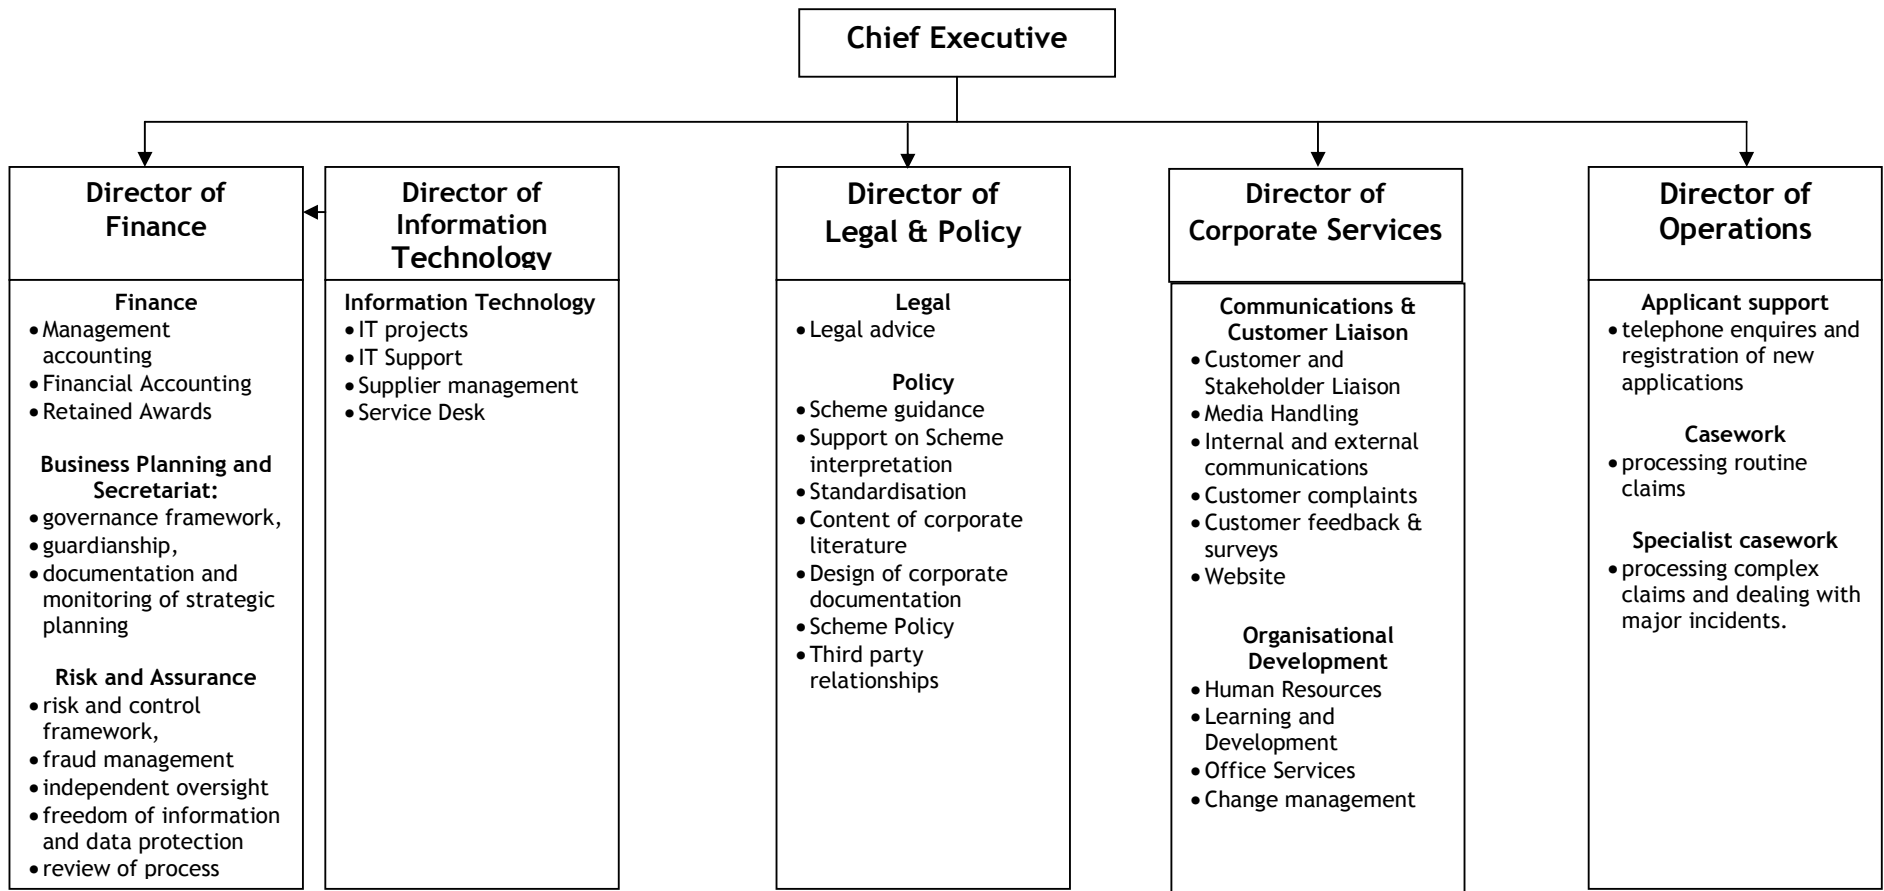 Chief Executive
Director of
Finance
Director of
Information
Technology
Director of
Legal & Policy
Director of
Corporate Services
Director of
Operations
Finance
• Management
accounting
• Financial Accounting
• Retained Awards
Business Planning and
Secretariat:
• governance framework,
• guardianship,
• documentation and
monitoring of strategic
planning
Risk and Assurance
• risk and control
framework,
• fraud management
• independent oversight
• freedom of information
and data protection
• review of process
Information Technology
• IT projects
• IT Support
• Supplier management
• Service Desk
Legal
• Legal advice
Policy
• Scheme guidance
• Support on Scheme
interpretation
• Standardisation
• Content of corporate
literature
• Design of corporate
documentation
• Scheme Policy
• Third party
relationships
Communications &
Customer Liaison
• Customer and
Stakeholder Liaison
• Media Handling
• Internal and external
communications
• Customer complaints
• Customer feedback &
surveys
• Website
Organisational
Development
• Human Resources
• Learning and
Development
• Office Services
• Change management
Applicant support
• telephone enquires and
registration of new
applications
Casework
• processing routine
claims
Specialist casework
• processing complex
claims and dealing with
major incidents.